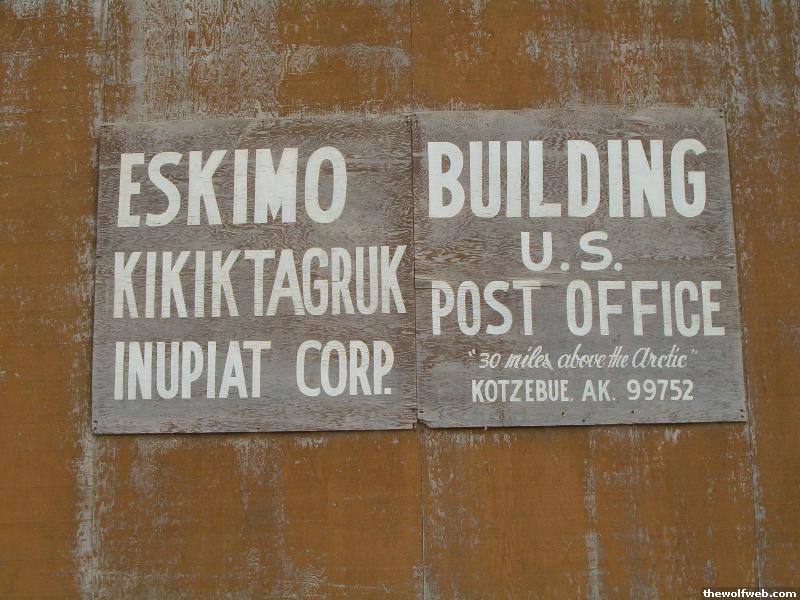 ESKIMO BUILDING
KIKIKTAGRUK
INUPIAT CORP.
U.S.
POST OFFICE
"30 miles above the Arctic"
KOTZEBUE, AK. 99752
thewolfweb.com